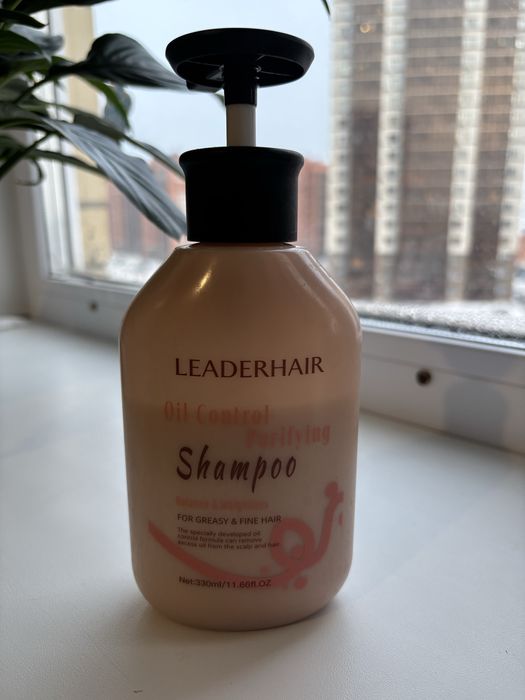 LEADERHAIR
Oil Control
Purifying
Shampoo
FOR GREASY & FINE HAIR
The specially developed oil
control formula can remove
excess oil from the scalp and hair
Net:330ml/11.66fl.OZ